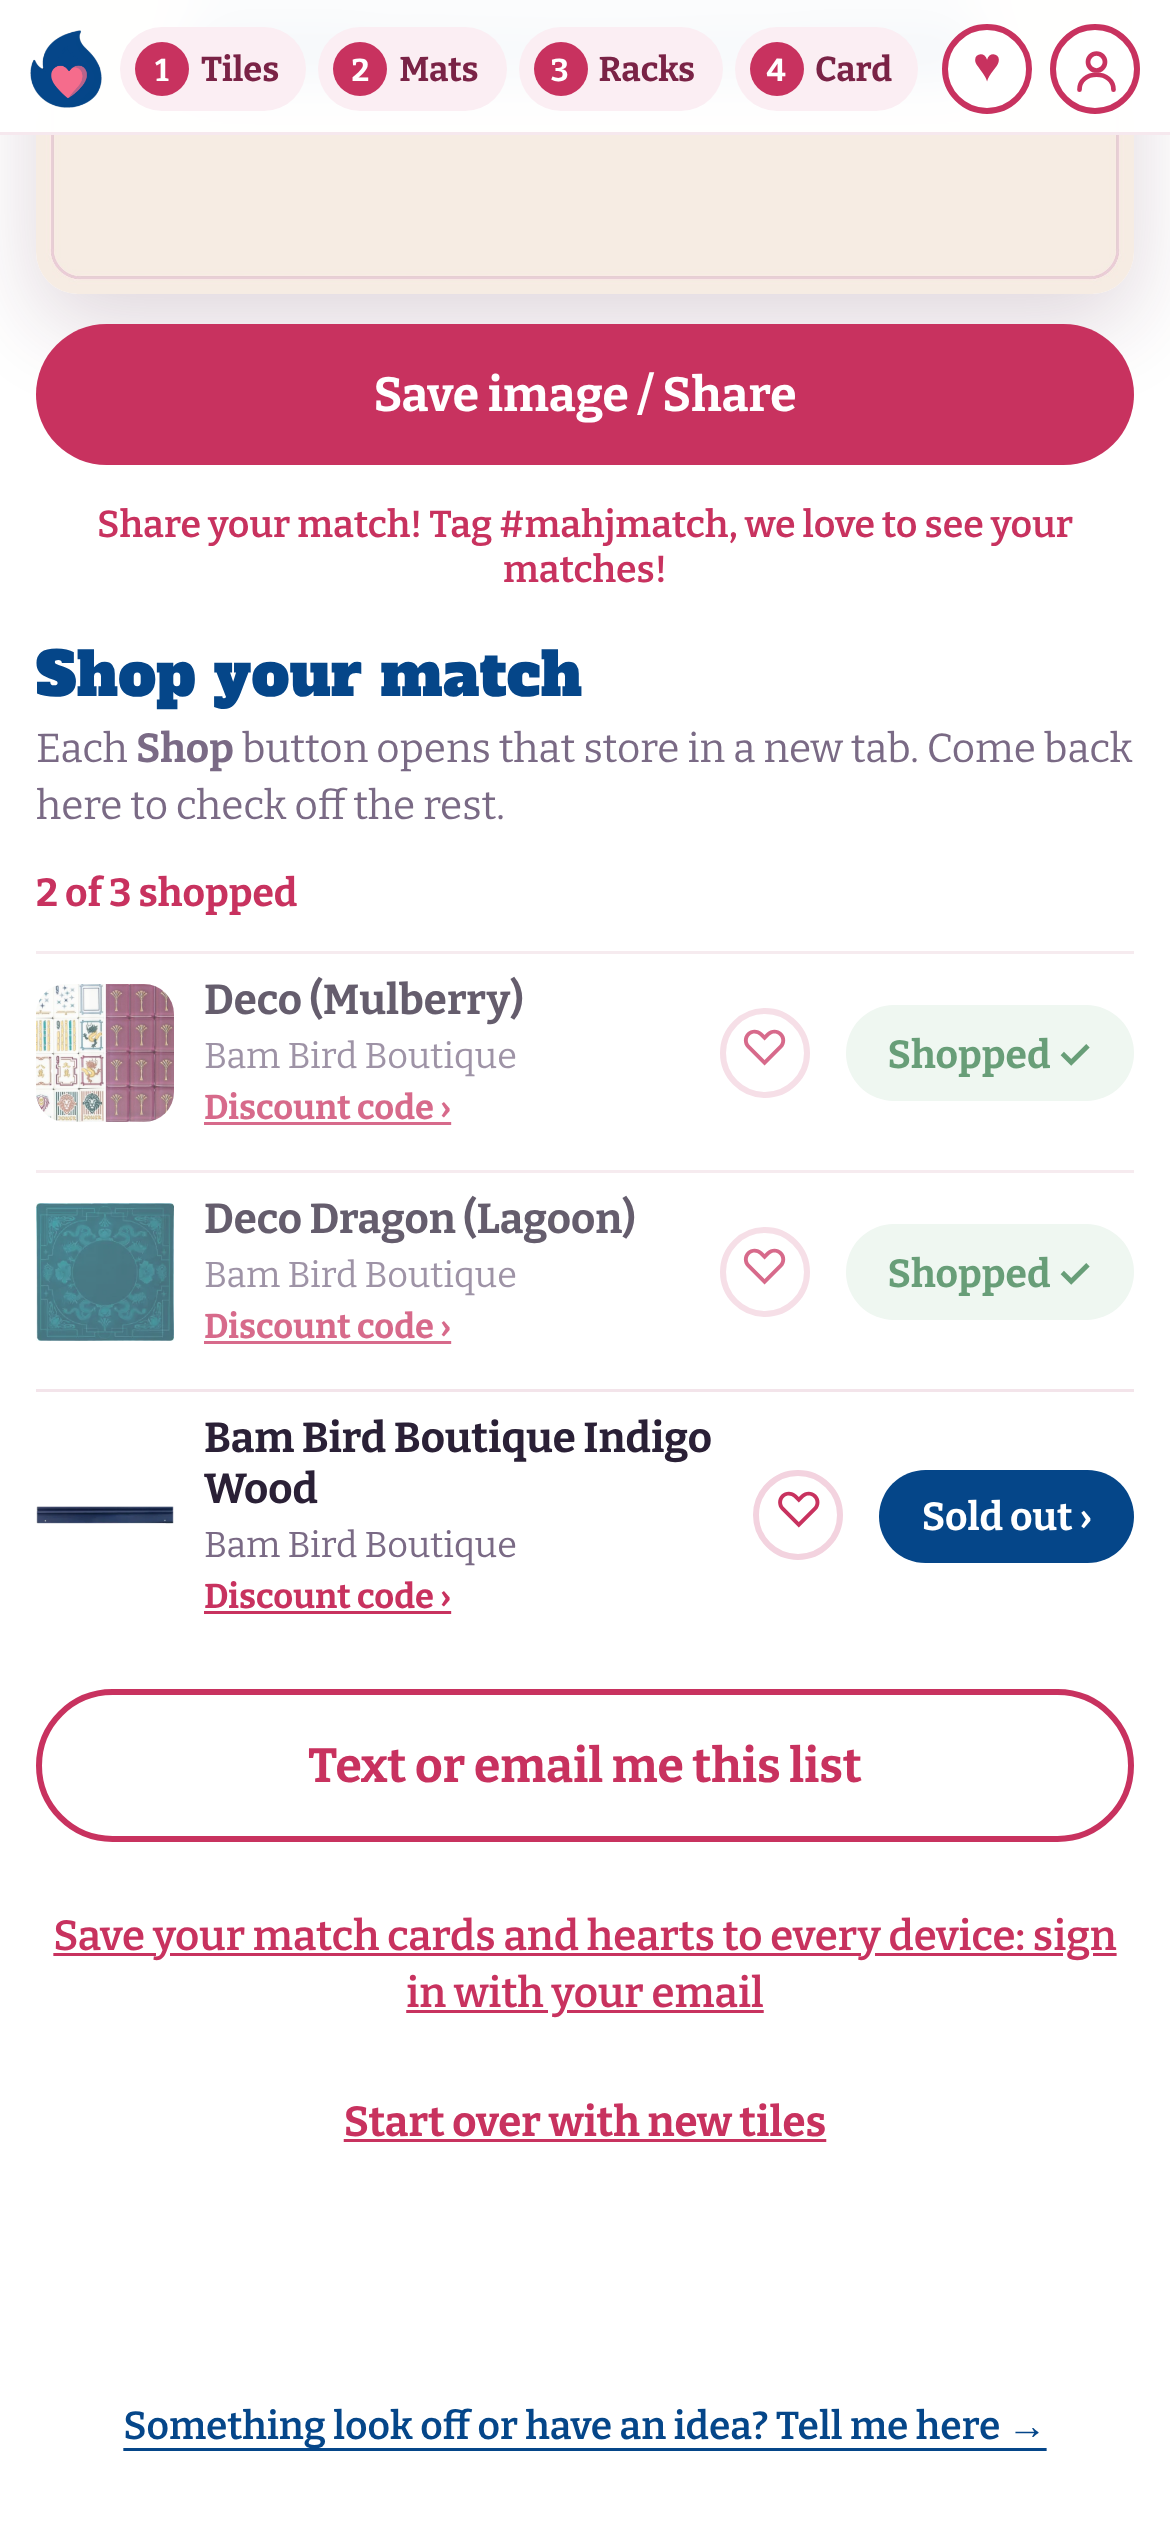 1 Tiles 2 Mats 3 Racks 4 Card
Save image / Share
Share your match! Tag #mahjmatch, we love to see your
matches!
Shop your match
Each Shop button opens that store in a new tab. Come back
here to check off the rest.
2 of 3 shopped
Deco (Mulberry)
Bam Bird Boutique
Discount code ›
Shopped ✓
Deco Dragon (Lagoon)
Bam Bird Boutique
Discount code ›
Shopped ✓
Bam Bird Boutique Indigo
Wood
Bam Bird Boutique
Discount code ›
Sold out ›
Text or email me this list
Save your match cards and hearts to every device: sign
in with your email
Start over with new tiles
Something look off or have an idea? Tell me here →